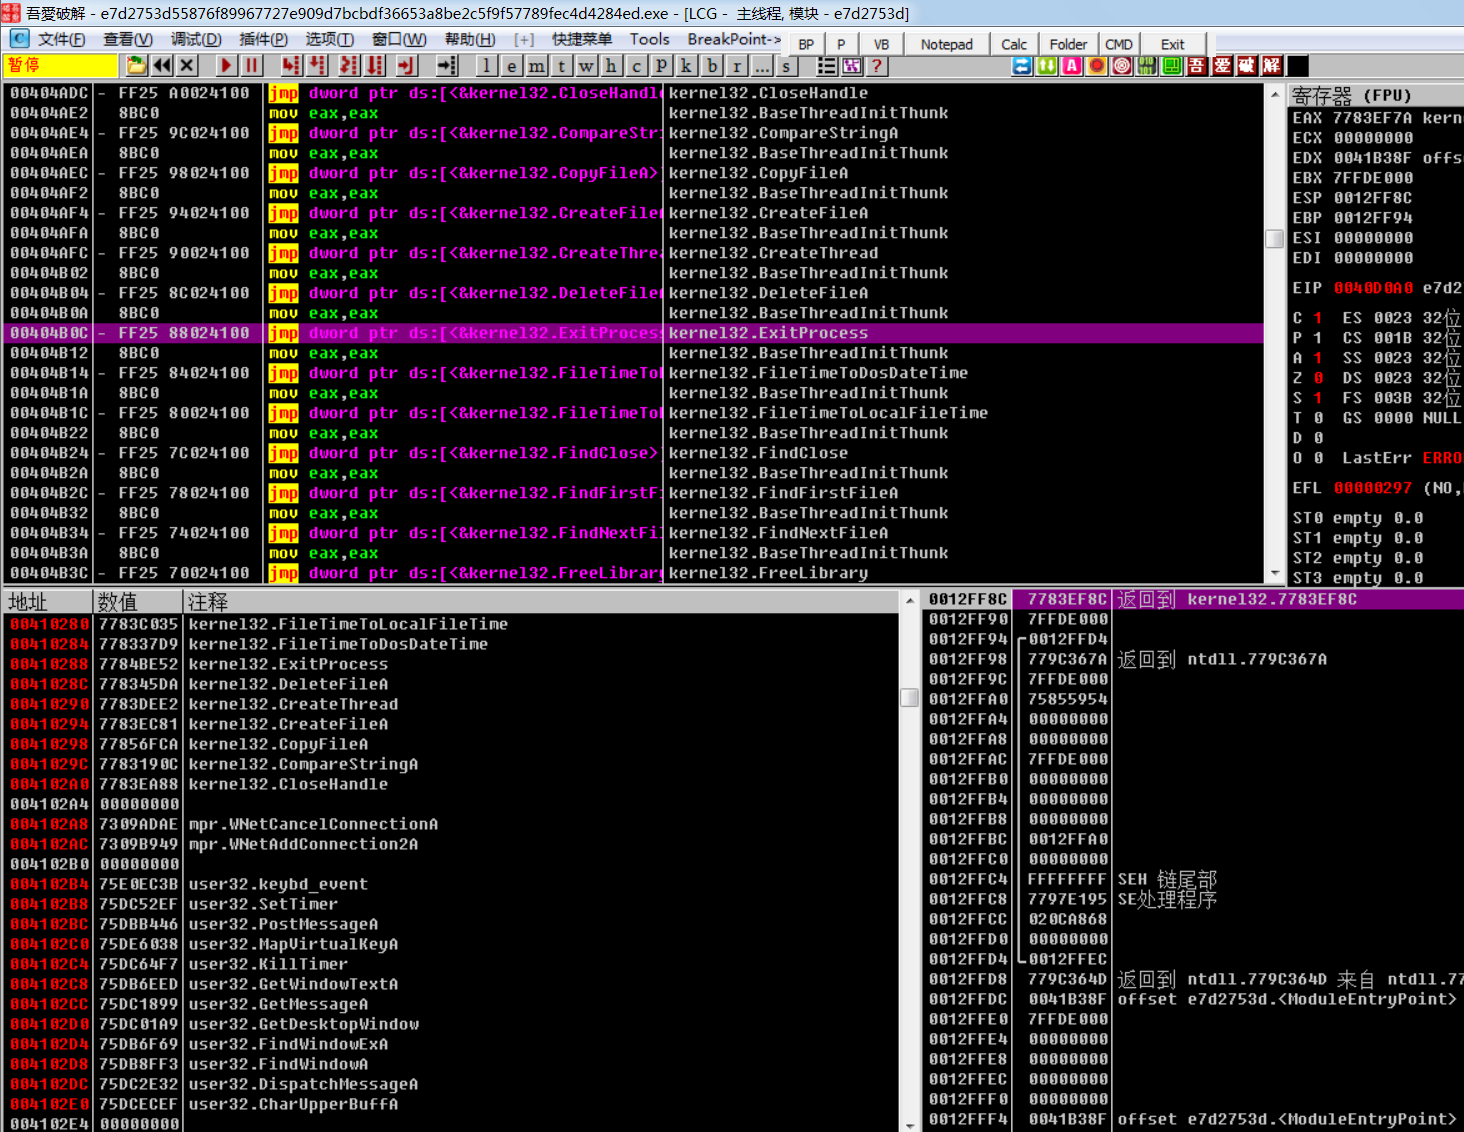 吾愛破解 - e7d2753d55876f89967727e909d7bcbdf36653a8be2c5f9f57789fec4d4284ed.exe - [LCG - 主线程, 模块 - e7d2753d]
C 文件(F) 查看(V) 调试(D) 插件(P) 选项(T) 窗口(W) 帮助(H) [+] 快捷菜单 Tools BreakPoint-> BP P VB Notepad Calc Folder CMD Exit
暂停 l e m t w h c P k b r ... s ? A 吾 爱 破 解
00404ADC - FF25 A0024100 jmp dword ptr ds:[<&kernel32.CloseHandl kernel32.CloseHandle
00404AE2 8BC0 mov eax,eax kernel32.BaseThreadInitThunk
00404AE4 - FF25 9C024100 jmp dword ptr ds:[<&kernel32.CompareStr kernel32.CompareStringA
00404AEA 8BC0 mov eax,eax kernel32.BaseThreadInitThunk
00404AEC - FF25 98024100 jmp dword ptr ds:[<&kernel32.CopyFileA> kernel32.CopyFileA
00404AF2 8BC0 mov eax,eax kernel32.BaseThreadInitThunk
00404AF4 - FF25 94024100 jmp dword ptr ds:[<&kernel32.CreateFile kernel32.CreateFileA
00404AFA 8BC0 mov eax,eax kernel32.BaseThreadInitThunk
00404AFC - FF25 90024100 jmp dword ptr ds:[<&kernel32.CreateThre kernel32.CreateThread
00404B02 8BC0 mov eax,eax kernel32.BaseThreadInitThunk
00404B04 - FF25 8C024100 jmp dword ptr ds:[<&kernel32.DeleteFile kernel32.DeleteFileA
00404B0A 8BC0 mov eax,eax kernel32.BaseThreadInitThunk
00404B0C - FF25 88024100 jmp dword ptr ds:[<&kernel32.ExitProces kernel32.ExitProcess
00404B12 8BC0 mov eax,eax kernel32.BaseThreadInitThunk
00404B14 - FF25 84024100 jmp dword ptr ds:[<&kernel32.FileTimeTo kernel32.FileTimeToDosDateTime
00404B1A 8BC0 mov eax,eax kernel32.BaseThreadInitThunk
00404B1C - FF25 80024100 jmp dword ptr ds:[<&kernel32.FileTimeTo kernel32.FileTimeToLocalFileTime
00404B22 8BC0 mov eax,eax kernel32.BaseThreadInitThunk
00404B24 - FF25 7C024100 jmp dword ptr ds:[<&kernel32.FindClose> kernel32.FindClose
00404B2A 8BC0 mov eax,eax kernel32.BaseThreadInitThunk
00404B2C - FF25 78024100 jmp dword ptr ds:[<&kernel32.FindFirstF kernel32.FindFirstFileA
00404B32 8BC0 mov eax,eax kernel32.BaseThreadInitThunk
00404B34 - FF25 74024100 jmp dword ptr ds:[<&kernel32.FindNextFi kernel32.FindNextFileA
00404B3A 8BC0 mov eax,eax kernel32.BaseThreadInitThunk
00404B3C - FF25 70024100 jmp dword ptr ds:[<&kernel32.FreeLibrar kernel32.FreeLibrary
寄存器 (FPU)
EAX 7783EF7A kern
ECX 00000000
EDX 0041B38F offs
EBX 7FFDE000
ESP 0012FF8C
EBP 0012FF94
ESI 00000000
EDI 00000000
EIP 0040D0A0 e7d2
C 1 ES 0023 32位
P 1 CS 001B 32位
A 1 SS 0023 32位
Z 0 DS 0023 32位
S 1 FS 003B 32位
T 0 GS 0000 NULL
D 0
O 0 LastErr ERRO
EFL 00000297 (NO,
ST0 empty 0.0
ST1 empty 0.0
ST2 empty 0.0
ST3 empty 0.0
地址 数值 注释
00410280 7783C035 kernel32.FileTimeToLocalFileTime
00410284 778337D9 kernel32.FileTimeToDosDateTime
00410288 7784BE52 kernel32.ExitProcess
0041028C 778345DA kernel32.DeleteFileA
00410290 7783DEE2 kernel32.CreateThread
00410294 7783EC81 kernel32.CreateFileA
00410298 77856FCA kernel32.CopyFileA
0041029C 7783190C kernel32.CompareStringA
004102A0 7783EA88 kernel32.CloseHandle
004102A4 00000000
004102A8 7309ADAE mpr.WNetCancelConnectionA
004102AC 7309B949 mpr.WNetAddConnection2A
004102B0 00000000
004102B4 75E0EC3B user32.keybd_event
004102B8 75DC52EF user32.SetTimer
004102BC 75DBB446 user32.PostMessageA
004102C0 75DE6038 user32.MapVirtualKeyA
004102C4 75DC64F7 user32.KillTimer
004102C8 75DB6EED user32.GetWindowTextA
004102CC 75DC1899 user32.GetMessageA
004102D0 75DC01A9 user32.GetDesktopWindow
004102D4 75DB6F69 user32.FindWindowExA
004102D8 75DB8FF3 user32.FindWindowA
004102DC 75DC2E32 user32.DispatchMessageA
004102E0 75DCECEF user32.CharUpperBuffA
004102E4 00000000
0012FF8C 7783EF8C 返回到 kernel32.7783EF8C
0012FF90 7FFDE000
0012FF94 0012FFD4
0012FF98 779C367A 返回到 ntdll.779C367A
0012FF9C 7FFDE000
0012FFA0 75855954
0012FFA4 00000000
0012FFA8 00000000
0012FFAC 7FFDE000
0012FFB0 00000000
0012FFB4 00000000
0012FFB8 00000000
0012FFBC 0012FFA0
0012FFC0 00000000
0012FFC4 FFFFFFFF SEH 链尾部
0012FFC8 7797E195 SE处理程序
0012FFCC 020CA868
0012FFD0 00000000
0012FFD4 0012FFEC
0012FFD8 779C364D 返回到 ntdll.779C364D 来自 ntdll.77
0012FFDC 0041B38F offset e7d2753d.<ModuleEntryPoint>
0012FFE0 7FFDE000
0012FFE4 00000000
0012FFE8 00000000
0012FFEC 00000000
0012FFF0 00000000
0012FFF4 0041B38F offset e7d2753d.<ModuleEntryPoint>